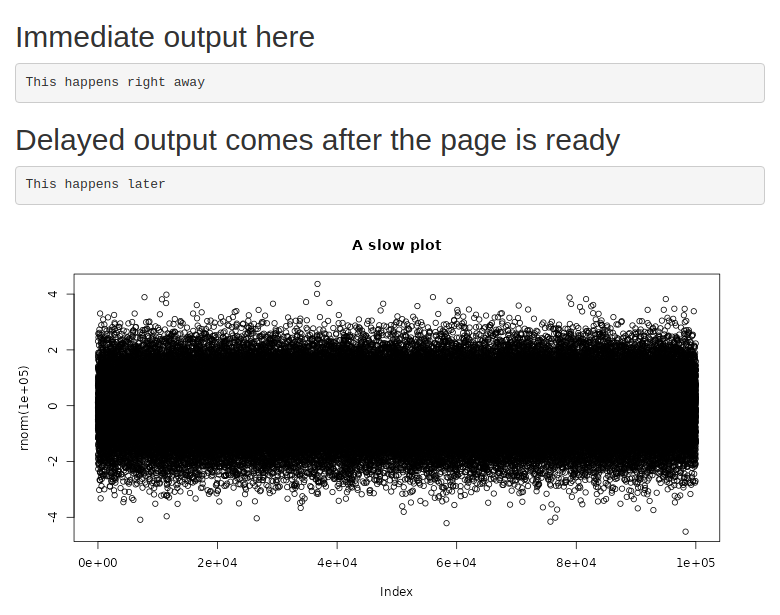 Immediate output here
This happens right away
Delayed output comes after the page is ready
This happens later
A slow plot
4
2
0
-2
-4
rnorm(1e+05)
0e+00 2e+04 4e+04 6e+04 8e+04 1e+05
Index